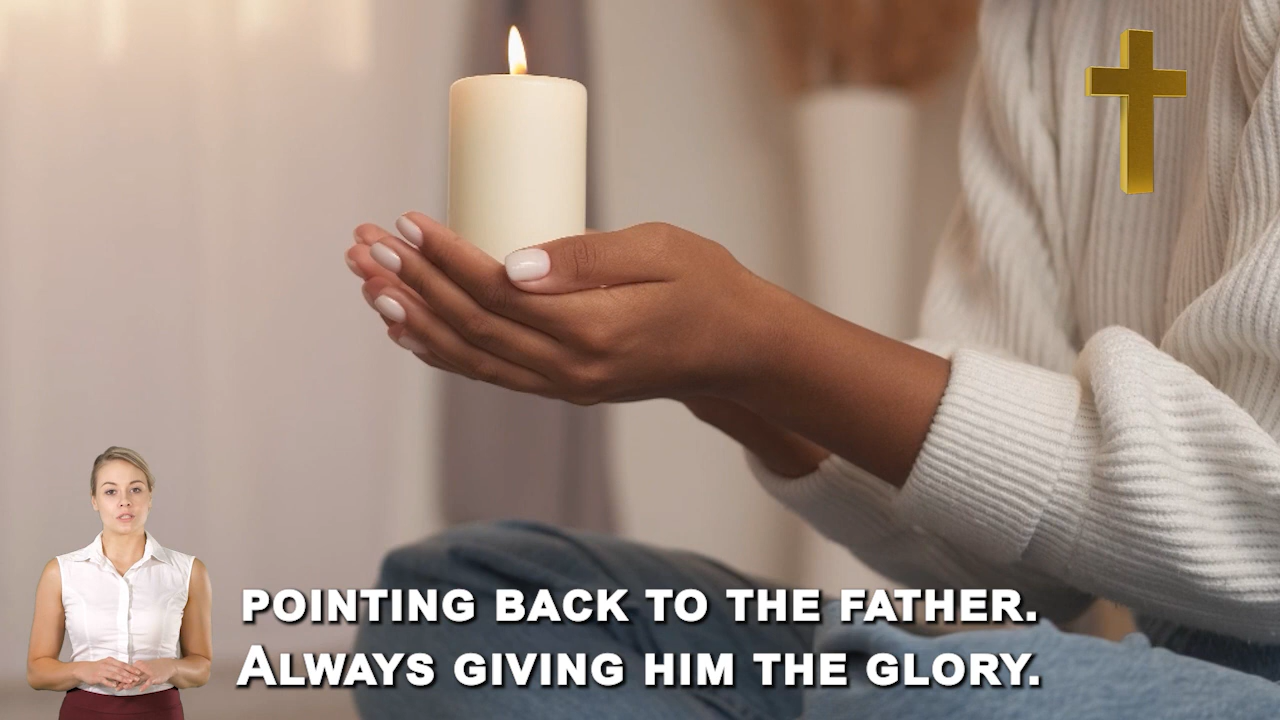 POINTING BACK TO THE FATHER.
ALWAYS GIVING HIM THE GLORY.